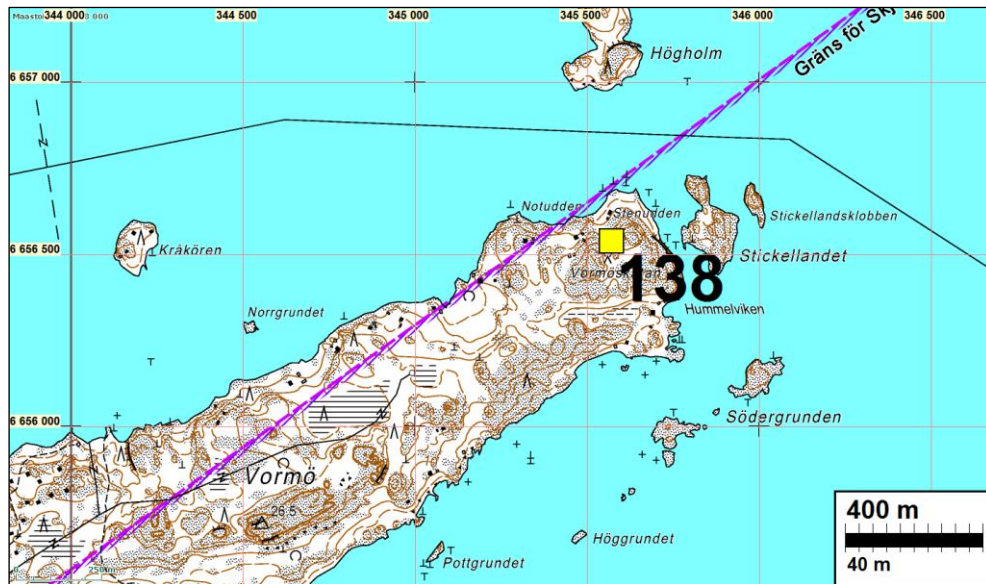 344 000
344 500
345 000
345 500
346 000
346 500
Gräns för Skj
Högholm
6 657 000
Notudden
Stenudden
Stickellandsklobben
Kråkören
6 656 500
Stickellandet
138
Hummelviken
Norrgrundet
Södergrunden
6 656 000
Vormö
26.5
Höggrundet
Pottgrundet
250 m
400 m
40 m